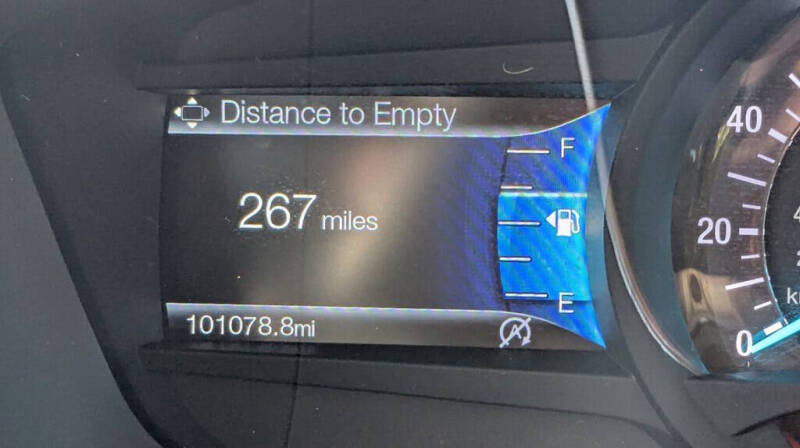 Distance to Empty
F
267 miles
E
101078.8mi
A
40
20
0